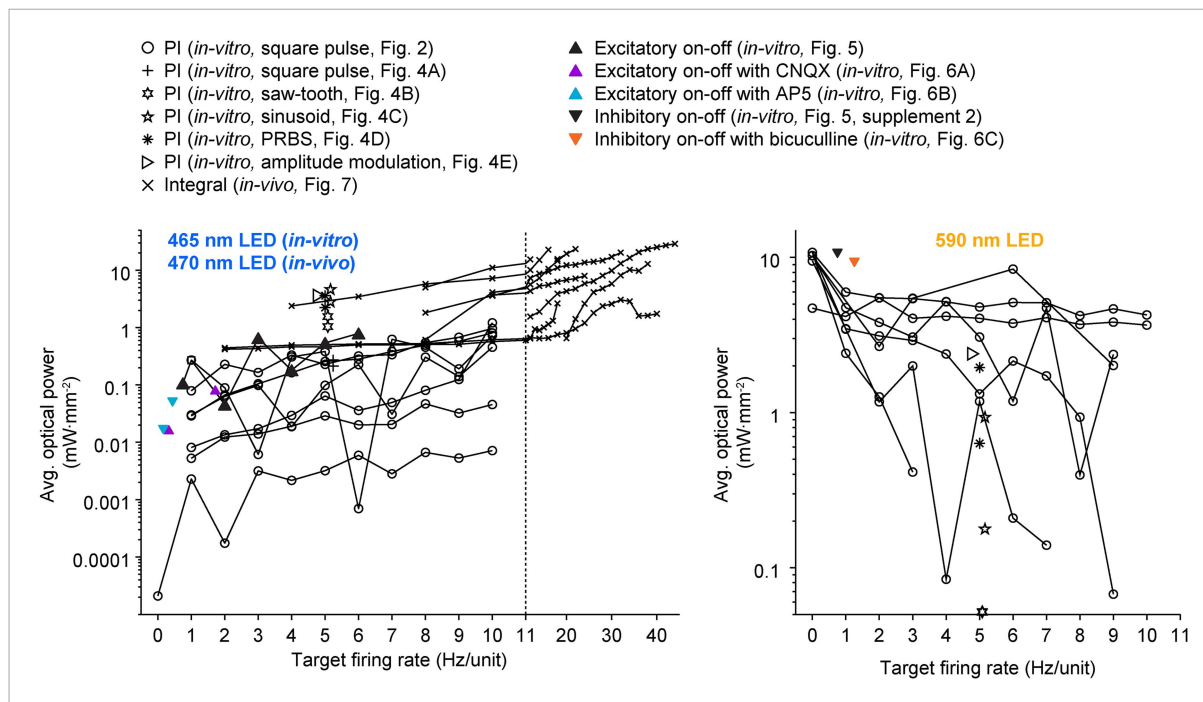 PI (in-vitro, square pulse, Fig. 2)
PI (in-vitro, square pulse, Fig. 4A)
PI (in-vitro, saw-tooth, Fig. 4B)
PI (in-vitro, sinusoid, Fig. 4C)
PI (in-vitro, PRBS, Fig. 4D)
PI (in-vitro, amplitude modulation, Fig. 4E)
Integral (in-vivo, Fig. 7)
Excitatory on-off (in-vitro, Fig. 5)
Excitatory on-off with CNQX (in-vitro, Fig. 6A)
Excitatory on-off with AP5 (in-vitro, Fig. 6B)
Inhibitory on-off (in-vitro, Fig. 5, supplement 2)
Inhibitory on-off with bicuculline (in-vitro, Fig. 6C)
465 nm LED (in-vitro)
470 nm LED (in-vivo)
Avg. optical power
(mW·mm⁻²)
10
1
0.1
0.01
0.001
0.0001
0 1 2 3 4 5 6 7 8 9 10 11 20 30 40
Target firing rate (Hz/unit)
590 nm LED
Avg. optical power
(mW·mm⁻²)
10
1
0.1
0 1 2 3 4 5 6 7 8 9 10 11
Target firing rate (Hz/unit)